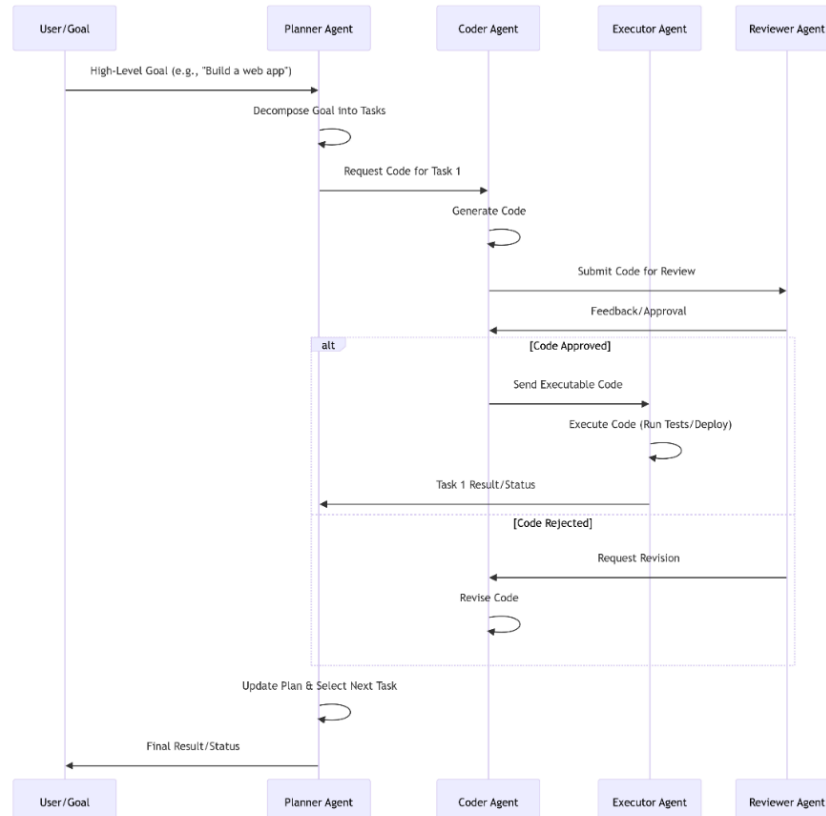 User/Goal
Planner Agent
Coder Agent
Executor Agent
Reviewer Agent
High-Level Goal (e.g., "Build a web app")
Decompose Goal into Tasks
Request Code for Task 1
Generate Code
Submit Code for Review
Feedback/Approval
alt
[Code Approved]
Send Executable Code
Execute Code (Run Tests/Deploy)
Task 1 Result/Status
[Code Rejected]
Request Revision
Revise Code
Update Plan & Select Next Task
Final Result/Status
User/Goal
Planner Agent
Coder Agent
Executor Agent
Reviewer Agent